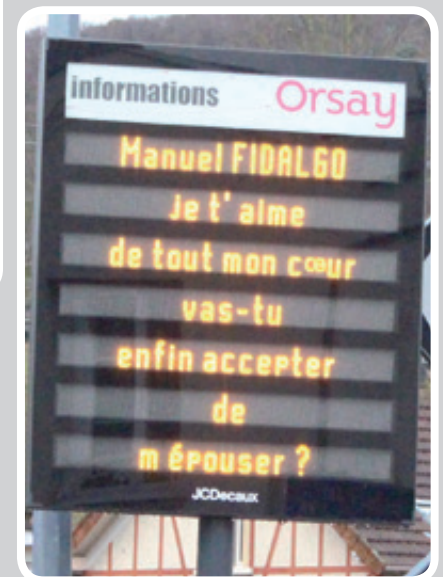 informations Orsay
Manuel FIDALGO
je t' aime
de tout mon cœur
vas-tu
enfin accepter
de
m épouser ?
JCDecaux